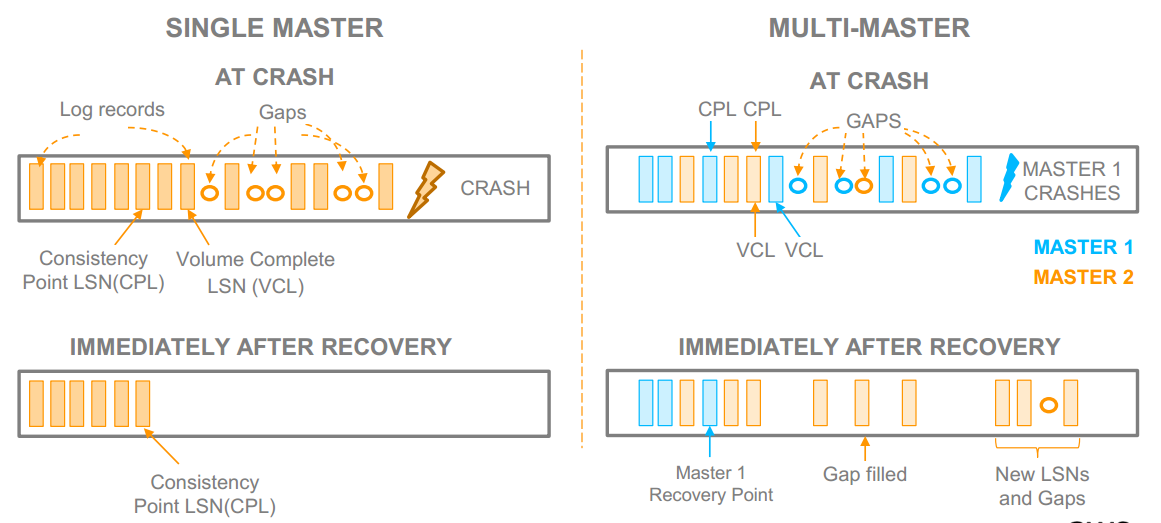 SINGLE MASTER
AT CRASH
Log records
Gaps
CRASH
Consistency
Point LSN(CPL)
Volume Complete
LSN (VCL)
IMMEDIATELY AFTER RECOVERY
Consistency
Point LSN(CPL)
MULTI-MASTER
AT CRASH
CPL CPL
GAPS
MASTER 1
CRASHES
VCL VCL
MASTER 1
MASTER 2
IMMEDIATELY AFTER RECOVERY
Master 1
Recovery Point
Gap filled
New LSNs
and Gaps